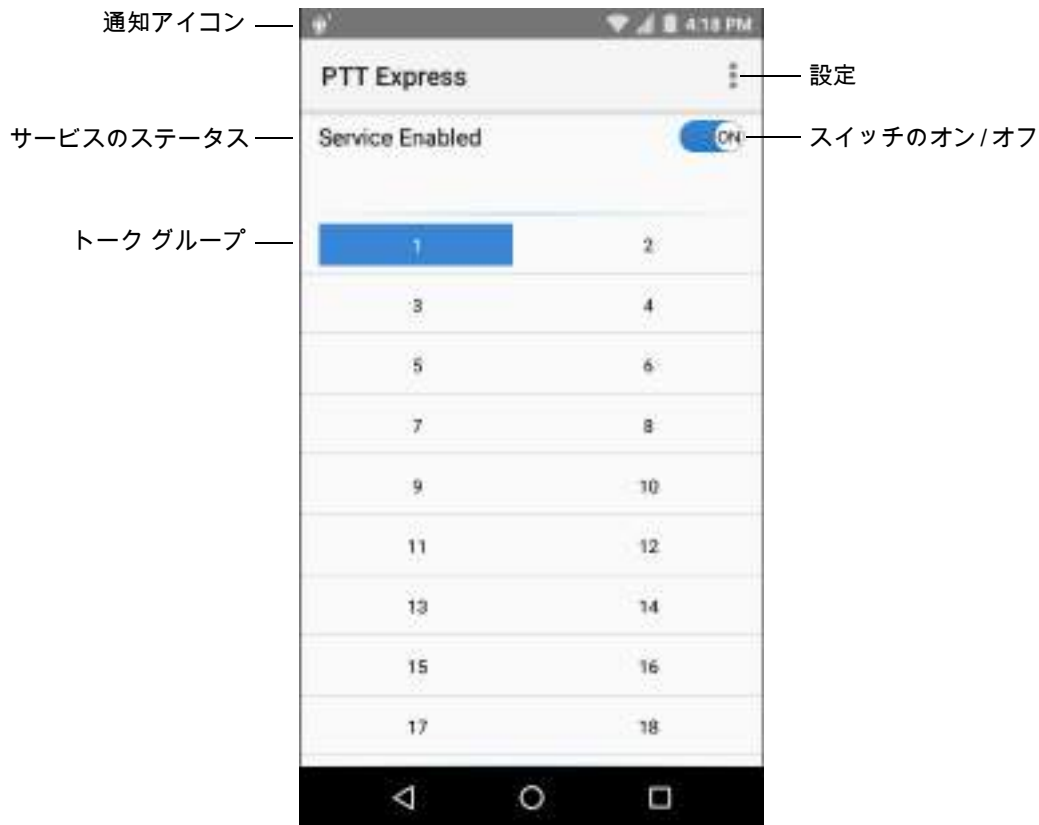 通知アイコン
4:18 PM
PTT Express
設定
サービスのステータス
Service Enabled
ON
スイッチのオン/オフ
トーク グループ
1 2
3 4
5 6
7 8
9 10
11 12
13 14
15 16
17 18